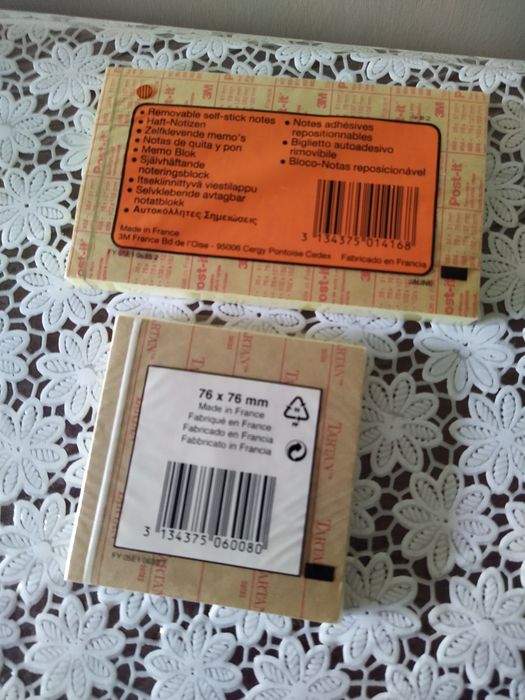 • Removable self-stick notes
• Haft-Notizen
• Zelfklevende memo's
• Notas de quita y pon
• Memo Blok
• Självhäftande
noteringsblock
• Itsekiinnittyvä viestilappu
• Selvklebende avtagbar
notatblokk
• Αυτοκόλλητες Σημειώσεις
• Notes adhésives
repositionnables
• Biglietto autoadesivo
rimovibile
• Bloco-Notas reposicionável
3 134375 014168
Made in France
3M France Bd de l'Oise - 95006 Cergy Pontoise Cedex Fabricado en Francia
Post-it
3M
76 x 76 mm
Made in France
Fabriqué en France
Fabricado en Francia
Fabbricato in Francia
3 134375 060080
TARTAN